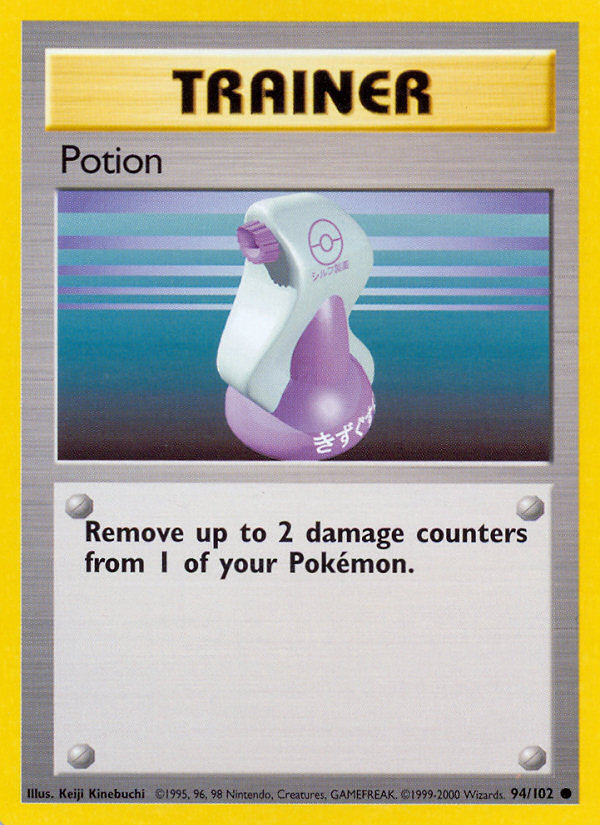 TRAINER
Potion
シルフ製薬
きずぐす
Remove up to 2 damage counters
from 1 of your Pokémon.
Illus. Keiji Kinebuchi ©1995, 96, 98 Nintendo, Creatures, GAMEFREAK. ©1999-2000 Wizards. 94/102 ●